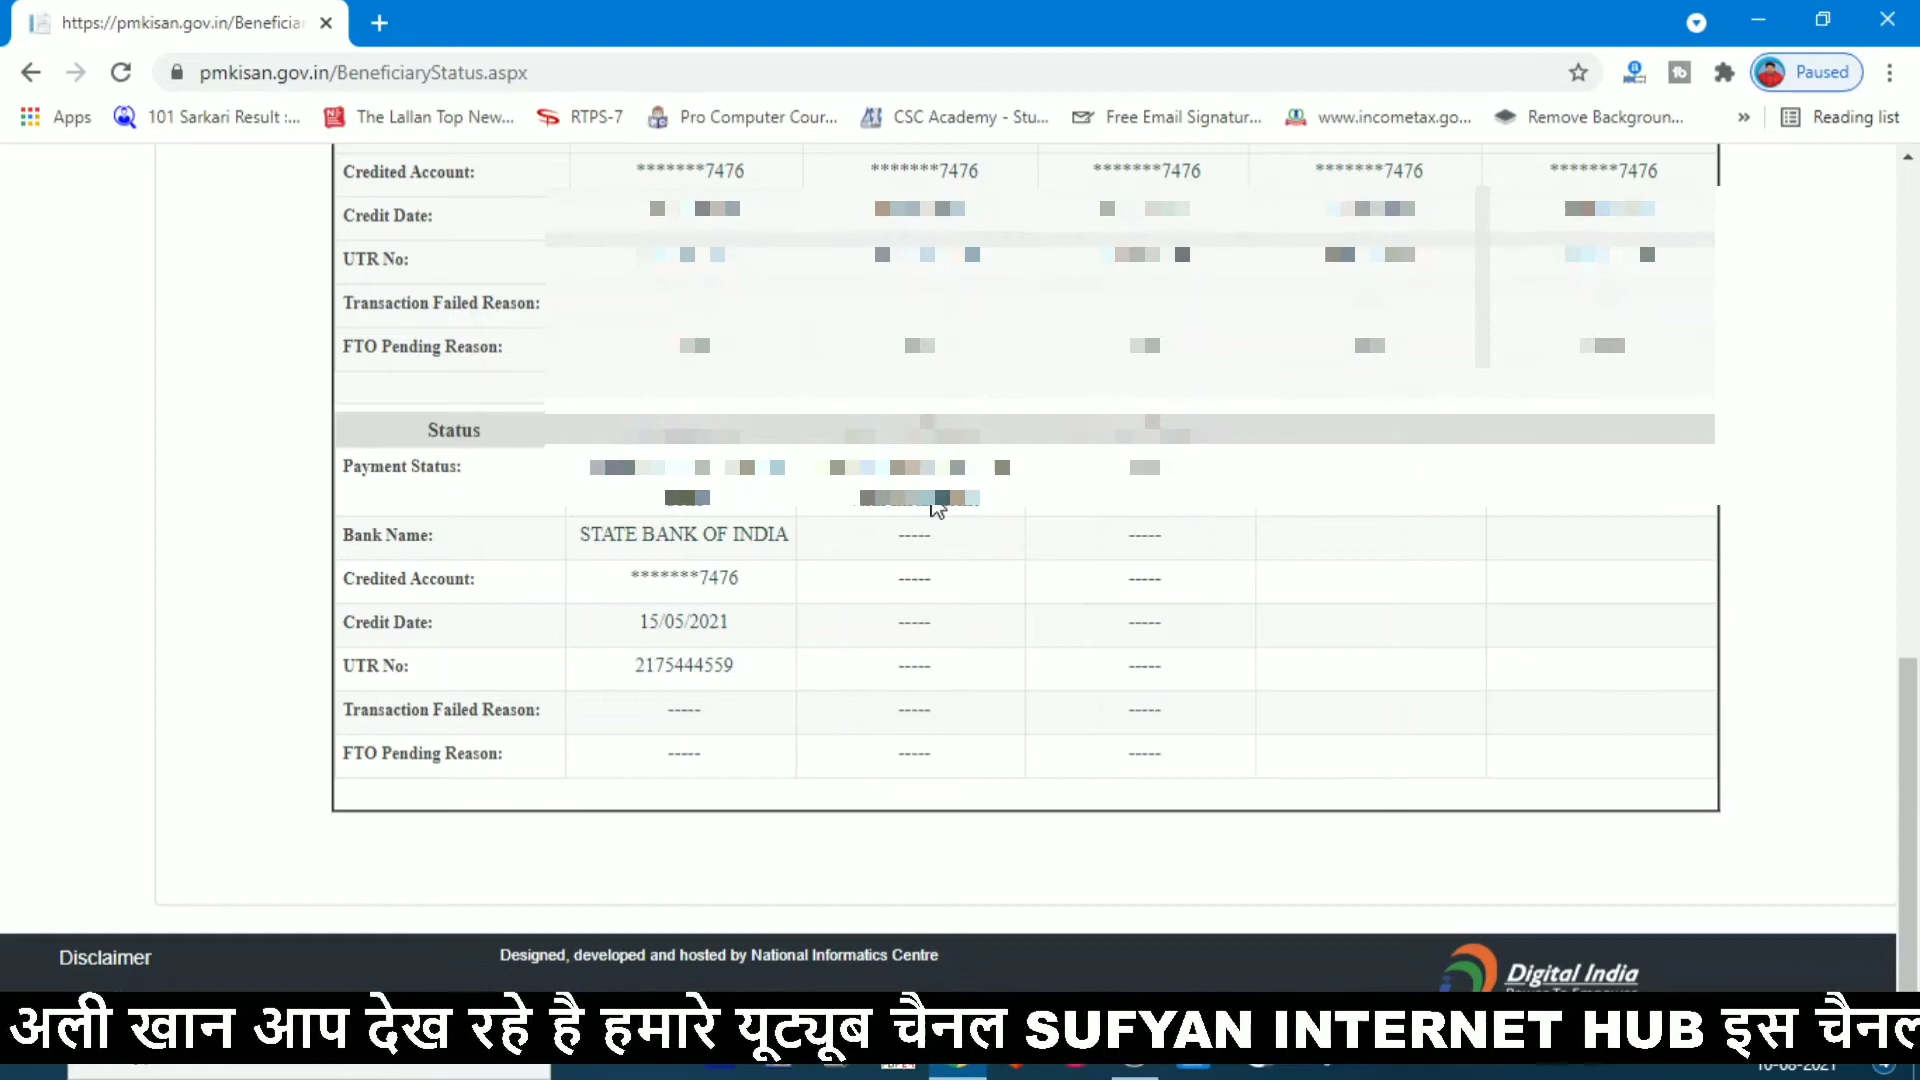 https://pmkisan.gov.in/Beneficia
pmkisan.gov.in/BeneficiaryStatus.aspx
Paused
Apps
101 Sarkari Result :...
The Lallan Top New...
RTPS-7
Pro Computer Cour...
CSC Academy - Stu...
Free Email Signatur...
www.incometax.go...
Remove Backgroun...
»
Reading list
Credited Account: *******7476 *******7476 *******7476 *******7476 *******7476
Credit Date:
UTR No:
Transaction Failed Reason:
FTO Pending Reason:
Status
Payment Status:
Bank Name: STATE BANK OF INDIA ----- -----
Credited Account: *******7476 ----- -----
Credit Date: 15/05/2021 ----- -----
UTR No: 2175444559 ----- -----
Transaction Failed Reason: ----- ----- -----
FTO Pending Reason: ----- ----- -----
Disclaimer
Designed, developed and hosted by National Informatics Centre
Digital India
अली खान आप देख रहे है हमारे यूट्यूब चैनल SUFYAN INTERNET HUB इस चैनल
10-08-2021